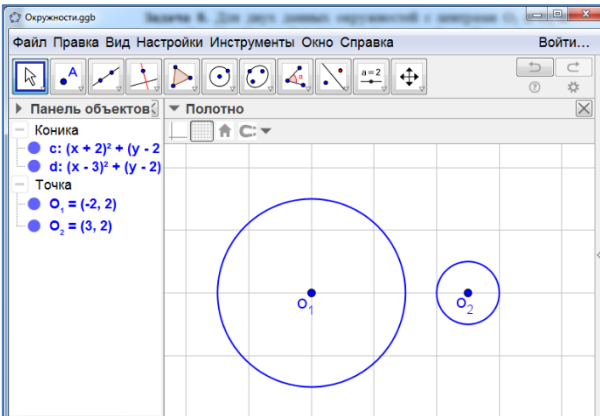 Окружности.ggb
Файл Правка Вид Настройки Инструменты Окно Справка Войти...
A
α
a=2
Панель объектов
Полотно
Коника
c: (x + 2)² + (y - 2
d: (x - 3)² + (y - 2)
Точка
O₁ = (-2, 2)
O₂ = (3, 2)
O₁
O₂